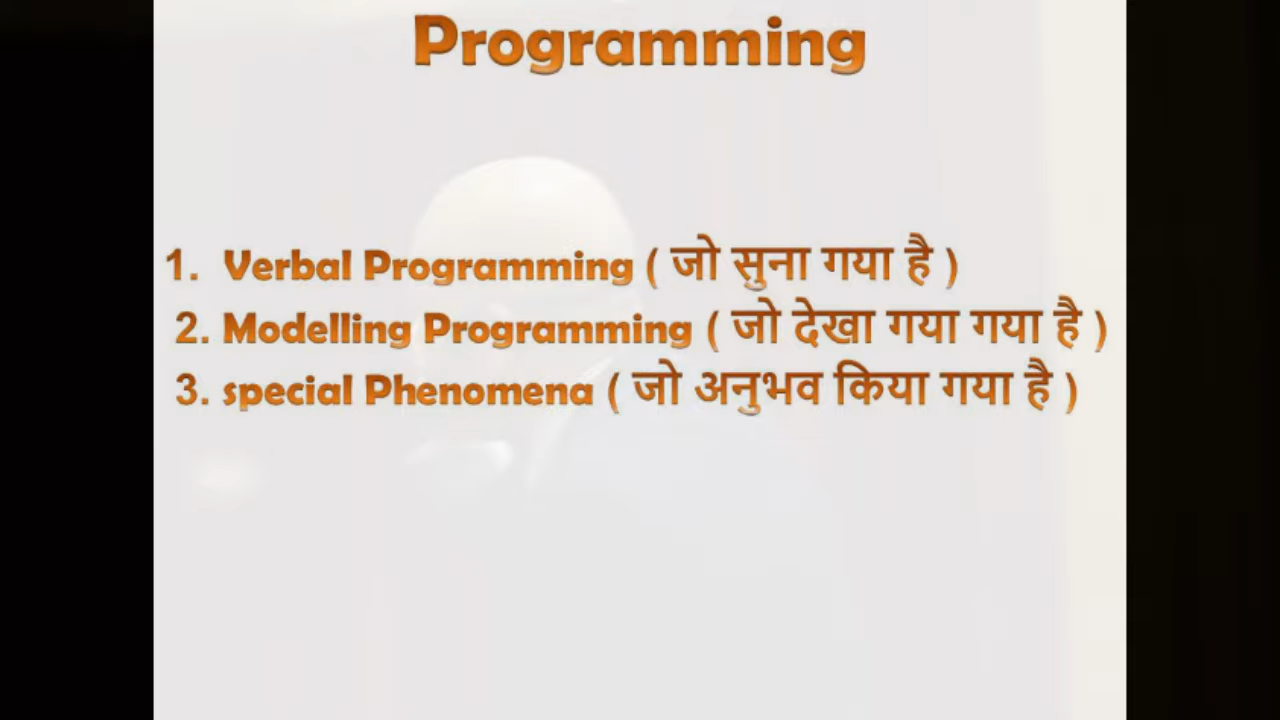 Programming
1. Verbal Programming ( जो सुना गया है )
2. Modelling Programming ( जो देखा गया गया है )
3. special Phenomena ( जो अनुभव किया गया है )